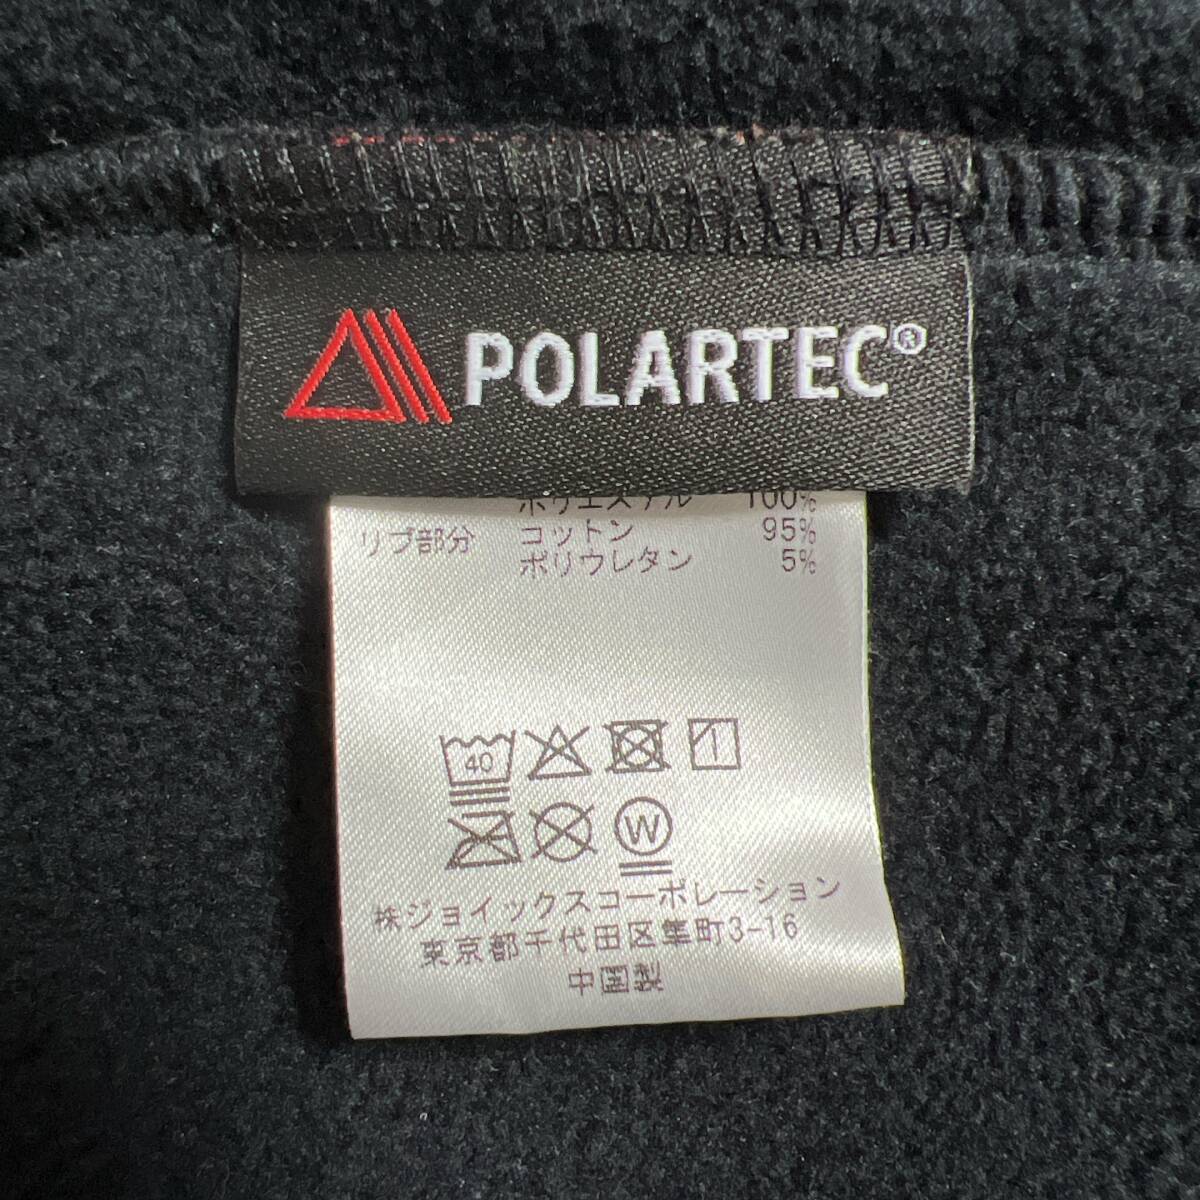 POLARTEC®
ポリエステル 100%
リブ部分 コットン 95%
ポリウレタン 5%
40
W
株ジョイックスコーポレーション
東京都千代田区隼町3-16
中国製